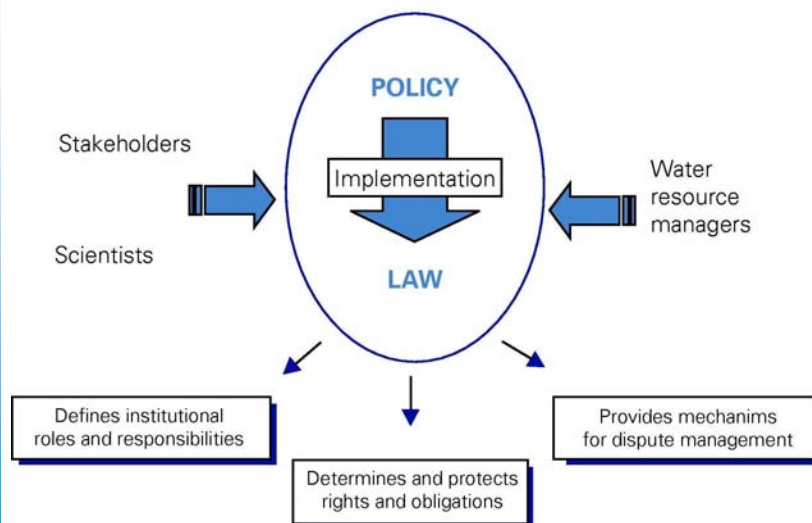 POLICY
Stakeholders
Implementation
Water
resource
managers
Scientists
LAW
Defines institutional
roles and responsibilities
Provides mechanims
for dispute management
Determines and protects
rights and obligations